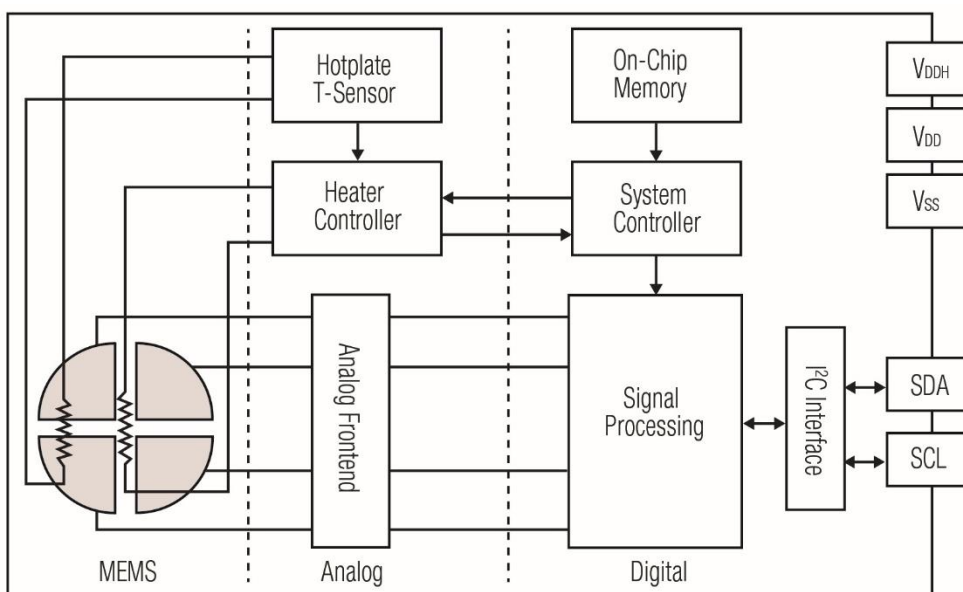 Hotplate
T-Sensor
On-Chip
Memory
VDDH
VDD
VSS
Heater
Controller
System
Controller
Analog Frontend
Signal
Processing
I²C Interface
SDA
SCL
MEMS
Analog
Digital